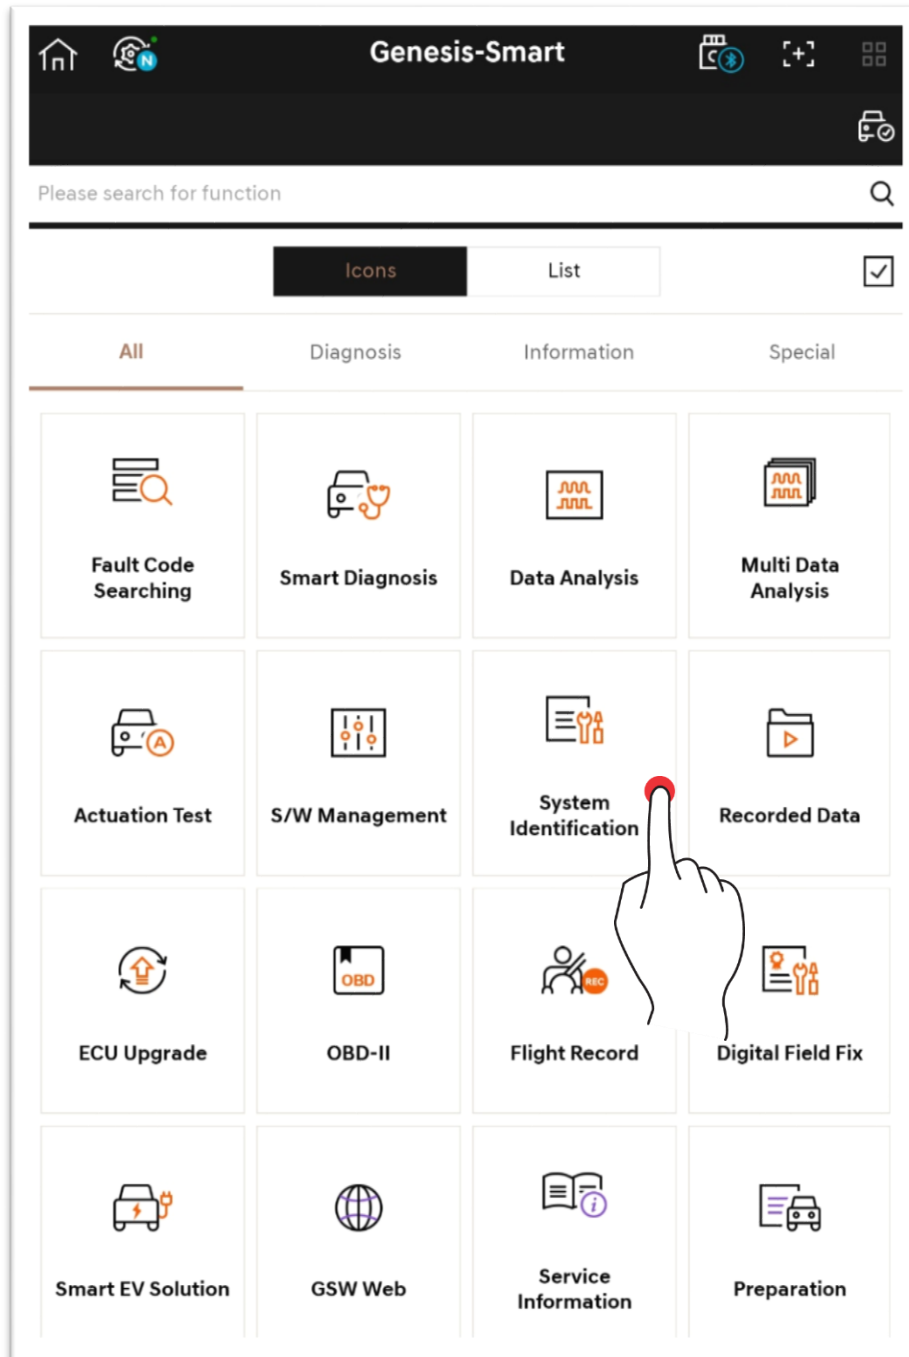 N
Genesis-Smart
Please search for function
Icons
List
All
Diagnosis
Information
Special
Fault Code
Searching
Smart Diagnosis
Data Analysis
Multi Data
Analysis
A
Actuation Test
S/W Management
System
Identification
Recorded Data
ECU Upgrade
OBD
OBD-II
REC
Flight Record
Digital Field Fix
Smart EV Solution
GSW Web
i
Service
Information
Preparation